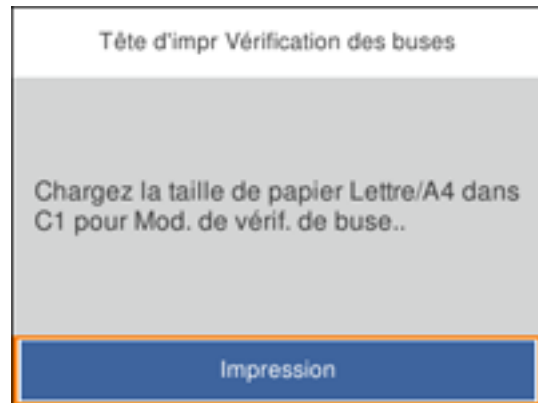 Tête d'impr Vérification des buses
Chargez la taille de papier Lettre/A4 dans
C1 pour Mod. de vérif. de buse..
Impression